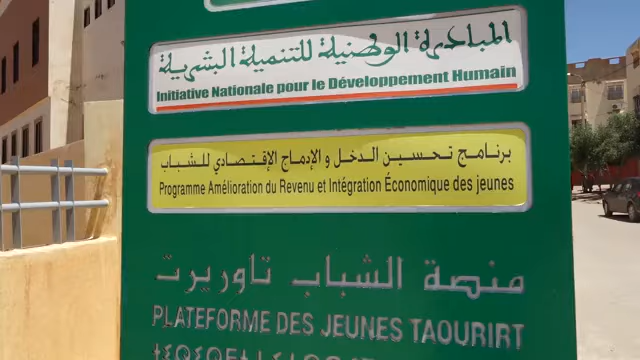 المبادرة الوطنية للتنمية البشرية
Initiative Nationale pour le Développement Humain
برنامج تحسين الدخل و الإدماج الإقتصادي للشباب
Programme Amélioration du Revenu et Intégration Économique des jeunes
منصة الشباب تاوريرت
PLATEFORME DES JEUNES TAOURIRT